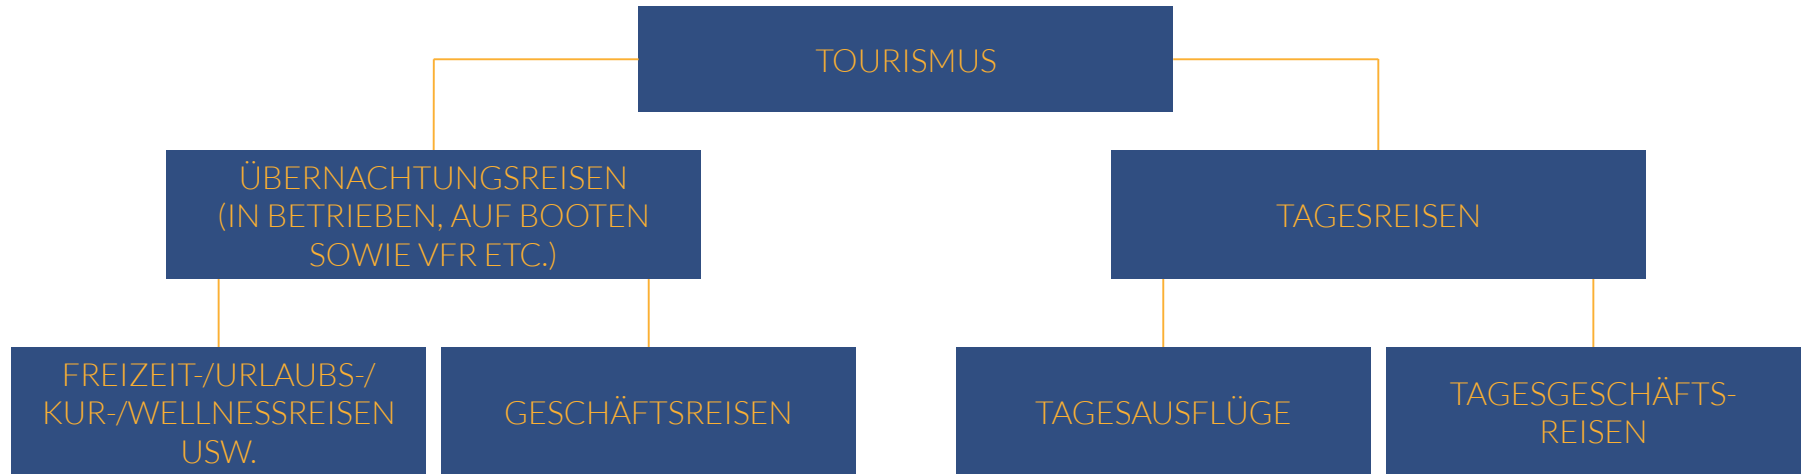 TOURISMUS
ÜBERNACHTUNGSREISEN
(IN BETRIEBEN, AUF BOOTEN
SOWIE VFR ETC.)
TAGESREISEN
FREIZEIT-/URLAUBS-/
KUR-/WELLNESSREISEN
USW.
GESCHÄFTSREISEN
TAGESAUSFLÜGE
TAGESGESCHÄFTS-
REISEN